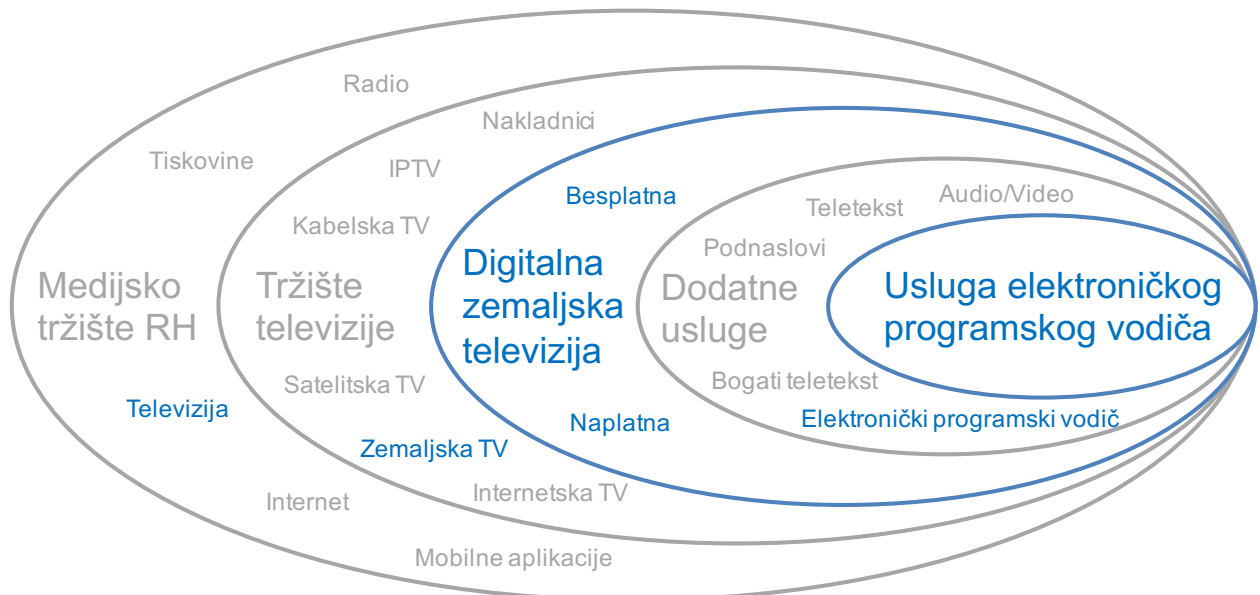 Radio
Tiskovine
Medijsko
tržište RH
Televizija
Internet
Mobilne aplikacije
Nakladnici
IPTV
Kabelska TV
Tržište
televizije
Satelitska TV
Zemaljska TV
Internetska TV
Besplatna
Digitalna
zemaljska
televizija
Naplatna
Audio/Video
Teletekst
Podnaslovi
Dodatne
usluge
Bogati teletekst
Elektronički programski vodič
Usluga elektroničkog
programskog vodiča